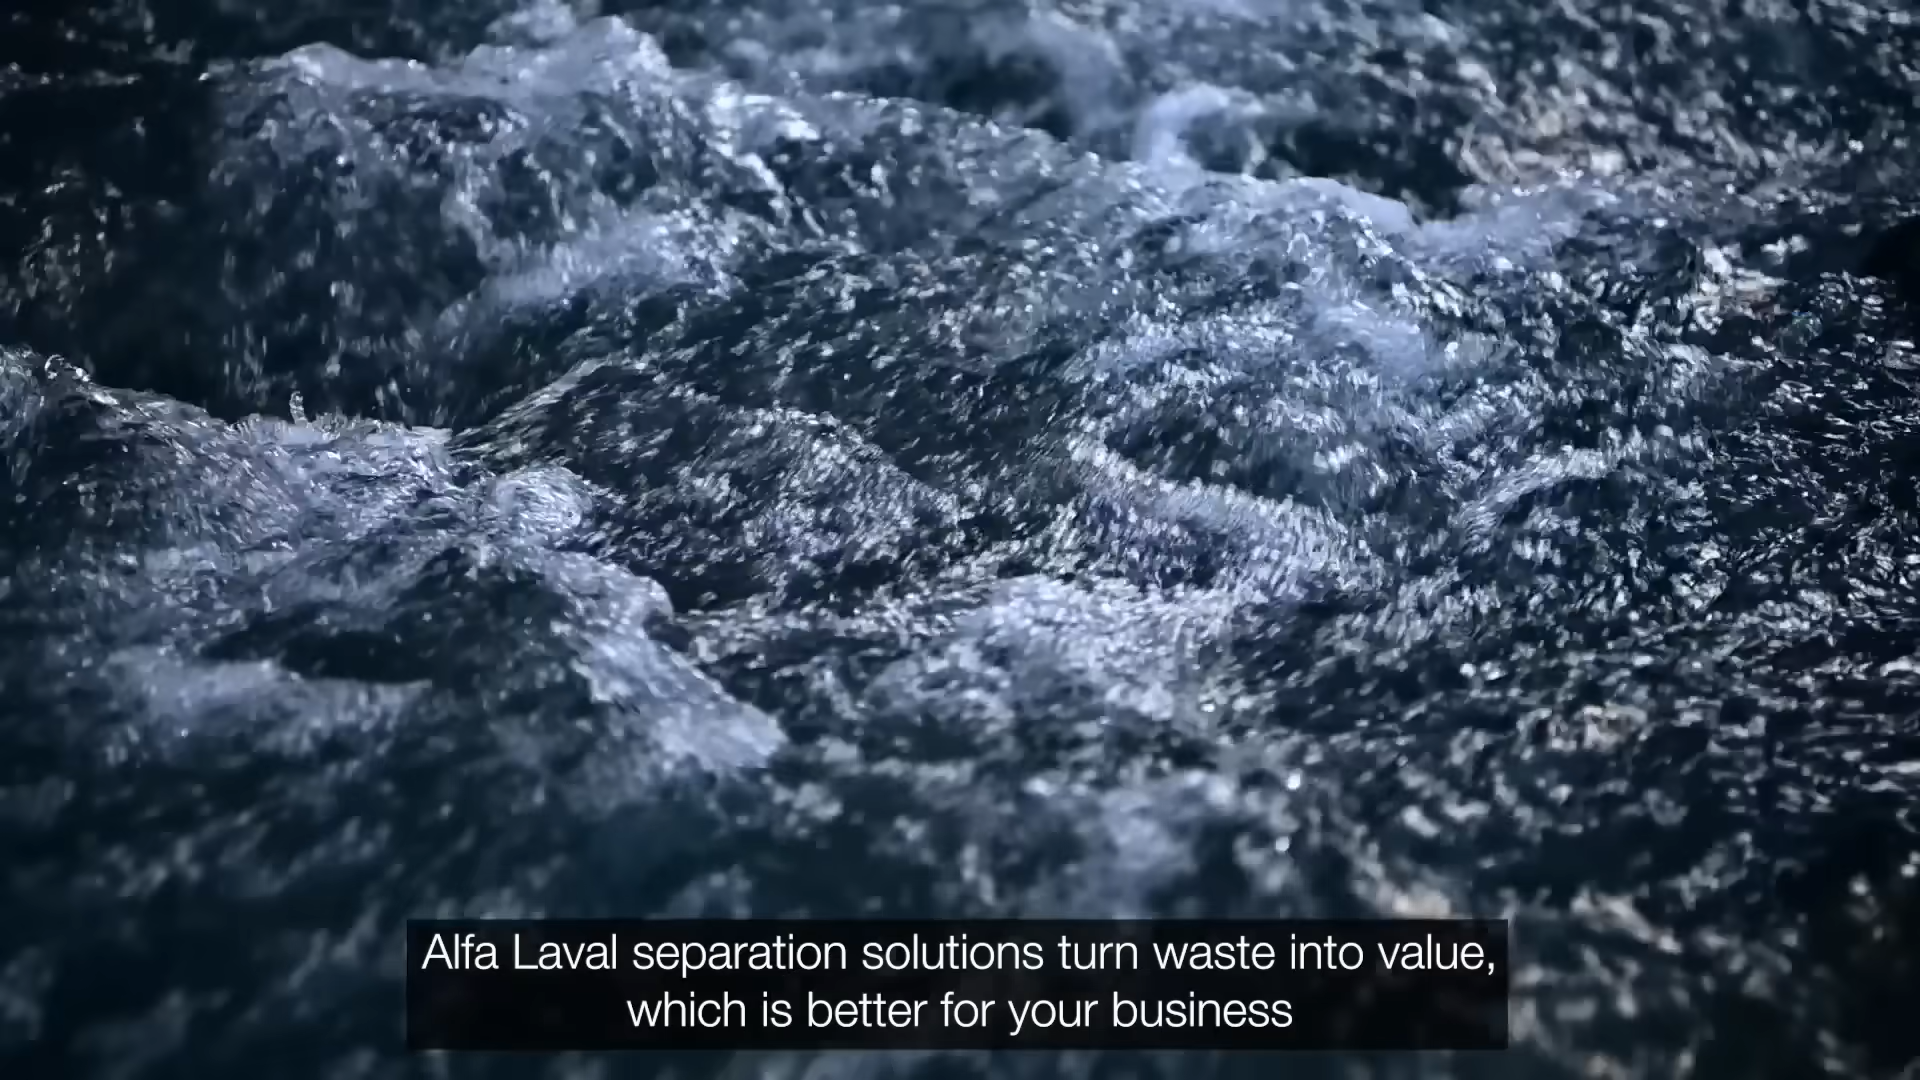 Alfa Laval separation solutions turn waste into value,
which is better for your business